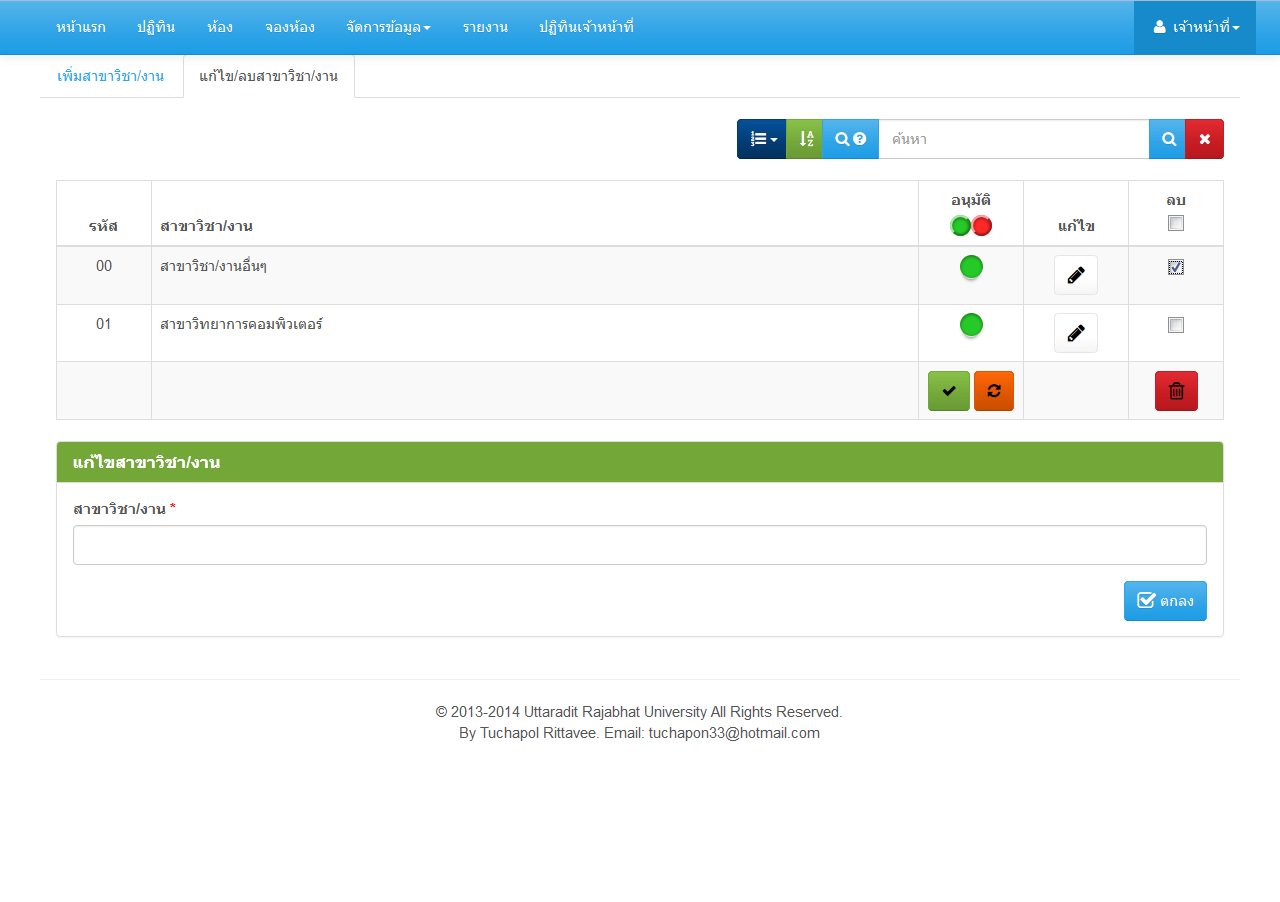 หน้าแรก ปฏิทิน ห้อง จองห้อง จัดการข้อมูล รายงาน ปฏิทินเจ้าหน้าที่ เจ้าหน้าที่
เพิ่มสาขาวิชา/งาน แก้ไข/ลบสาขาวิชา/งาน
ค้นหา
รหัส สาขาวิชา/งาน อนุมัติ แก้ไข ลบ
00 สาขาวิชา/งานอื่นๆ
01 สาขาวิทยาการคอมพิวเตอร์
แก้ไขสาขาวิชา/งาน
สาขาวิชา/งาน *
ตกลง
© 2013-2014 Uttaradit Rajabhat University All Rights Reserved.
By Tuchapol Rittavee. Email: tuchapon33@hotmail.com